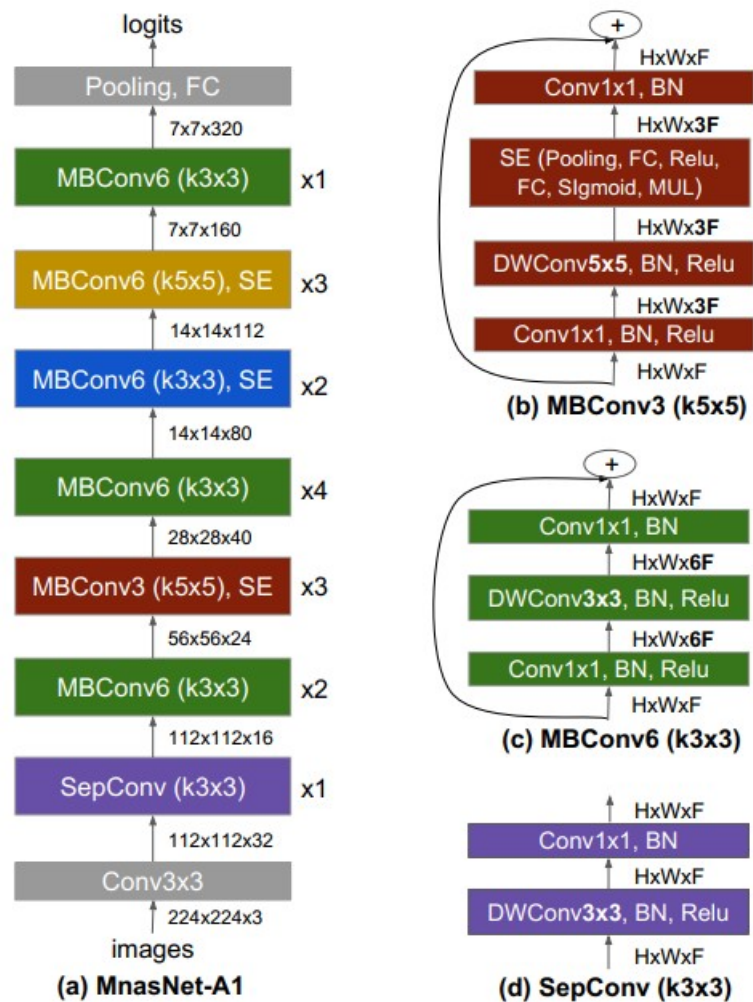 logits
Pooling, FC
7x7x320
MBConv6 (k3x3) x1
7x7x160
MBConv6 (k5x5), SE x3
14x14x112
MBConv6 (k3x3), SE x2
14x14x80
MBConv6 (k3x3) x4
28x28x40
MBConv3 (k5x5), SE x3
56x56x24
MBConv6 (k3x3) x2
112x112x16
SepConv (k3x3) x1
112x112x32
Conv3x3
224x224x3
images
(a) MnasNet-A1
+
HxWxF
Conv1x1, BN
HxWx3F
SE (Pooling, FC, Relu,
FC, SIgmoid, MUL)
HxWx3F
DWConv5x5, BN, Relu
HxWx3F
Conv1x1, BN, Relu
HxWxF
(b) MBConv3 (k5x5)
+
HxWxF
Conv1x1, BN
HxWx6F
DWConv3x3, BN, Relu
HxWx6F
Conv1x1, BN, Relu
HxWxF
(c) MBConv6 (k3x3)
HxWxF
Conv1x1, BN
HxWxF
DWConv3x3, BN, Relu
HxWxF
(d) SepConv (k3x3)